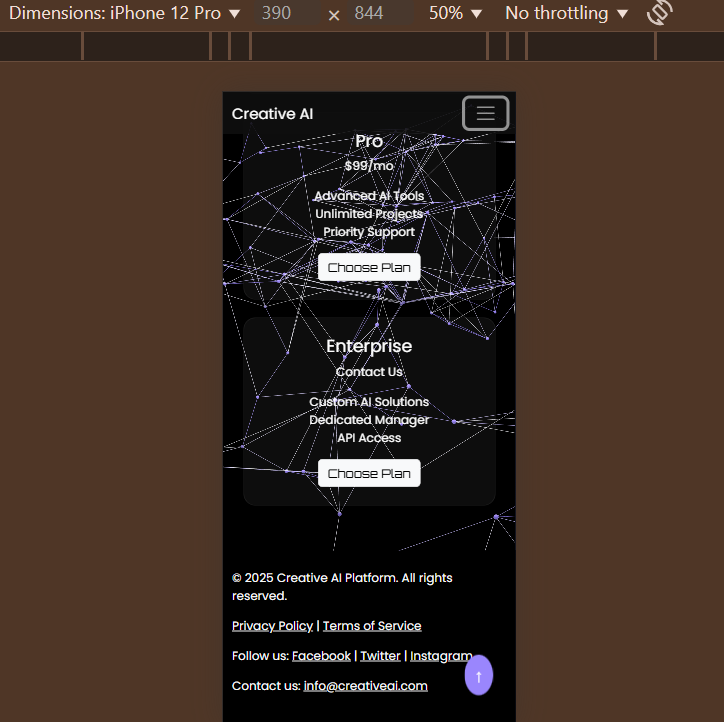 Dimensions: iPhone 12 Pro ▼ 390 × 844 50% ▼ No throttling ▼
Creative AI
Pro
$99/mo
Advanced AI Tools
Unlimited Projects
Priority Support
Choose Plan
Enterprise
Contact Us
Custom AI Solutions
Dedicated Manager
API Access
Choose Plan
© 2025 Creative AI Platform. All rights
reserved.
Privacy Policy | Terms of Service
Follow us: Facebook | Twitter | Instagram
↑
Contact us: info@creativeai.com